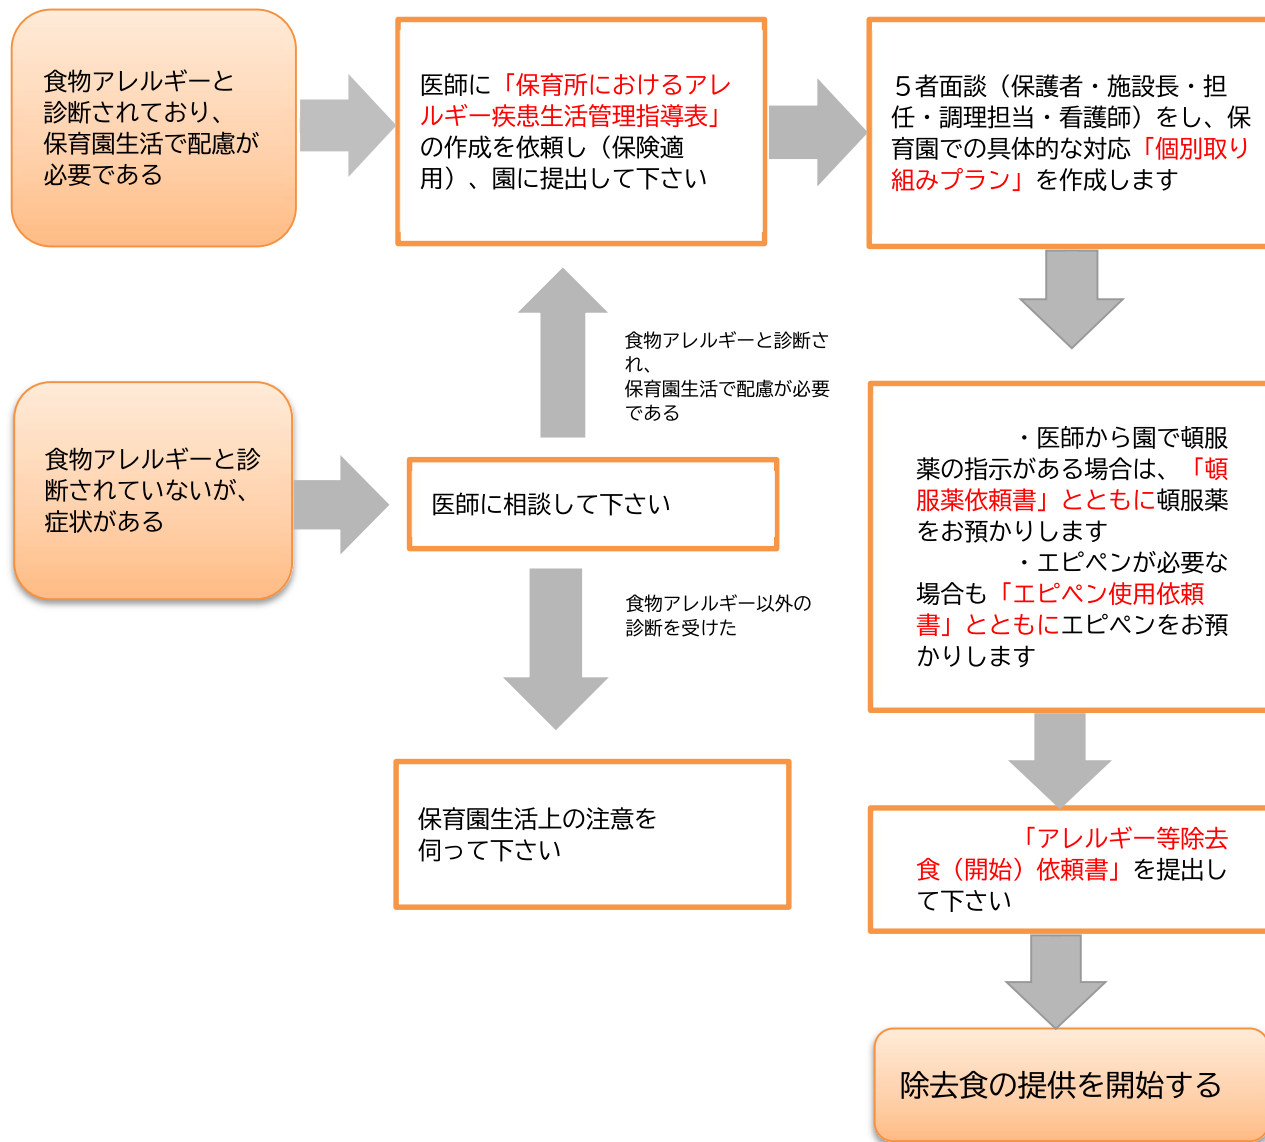 食物アレルギーと
診断されており、
保育園生活で配慮が
必要である
医師に「保育所におけるアレ
ルギー疾患生活管理指導表」
の作成を依頼し（保険適
用）、園に提出して下さい
５者面談（保護者・施設長・担
任・調理担当・看護師）をし、保
育園での具体的な対応「個別取り
組みプラン」を作成します
食物アレルギーと診断さ
れ、
保育園生活で配慮が必要
である
食物アレルギーと診
断されていないが、
症状がある
医師に相談して下さい
食物アレルギー以外の
診断を受けた
保育園生活上の注意を
伺って下さい
・医師から園で頓服
薬の指示がある場合は、「頓
服薬依頼書」とともに頓服薬
をお預かりします
・エピペンが必要な
場合も「エピペン使用依頼
書」とともにエピペンをお預
かりします
「アレルギー等除去
食（開始）依頼書」を提出し
て下さい
除去食の提供を開始する